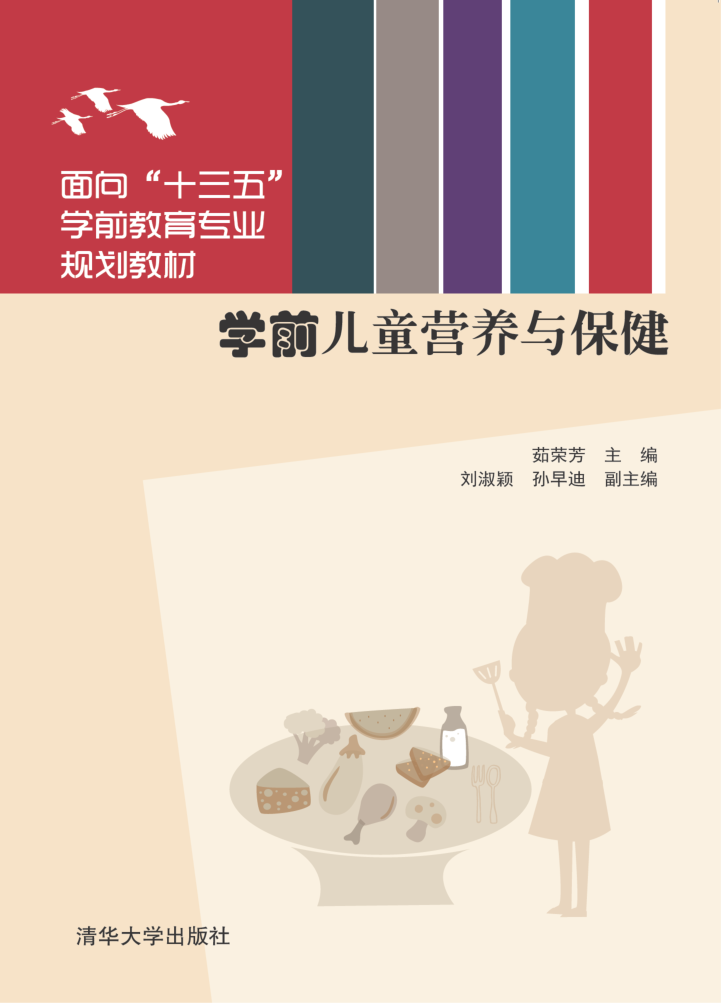 面向“十三五”
学前教育专业
规划教材
学前儿童营养与保健
茹荣芳 主 编
刘淑颖 孙早迪 副主编
清华大学出版社